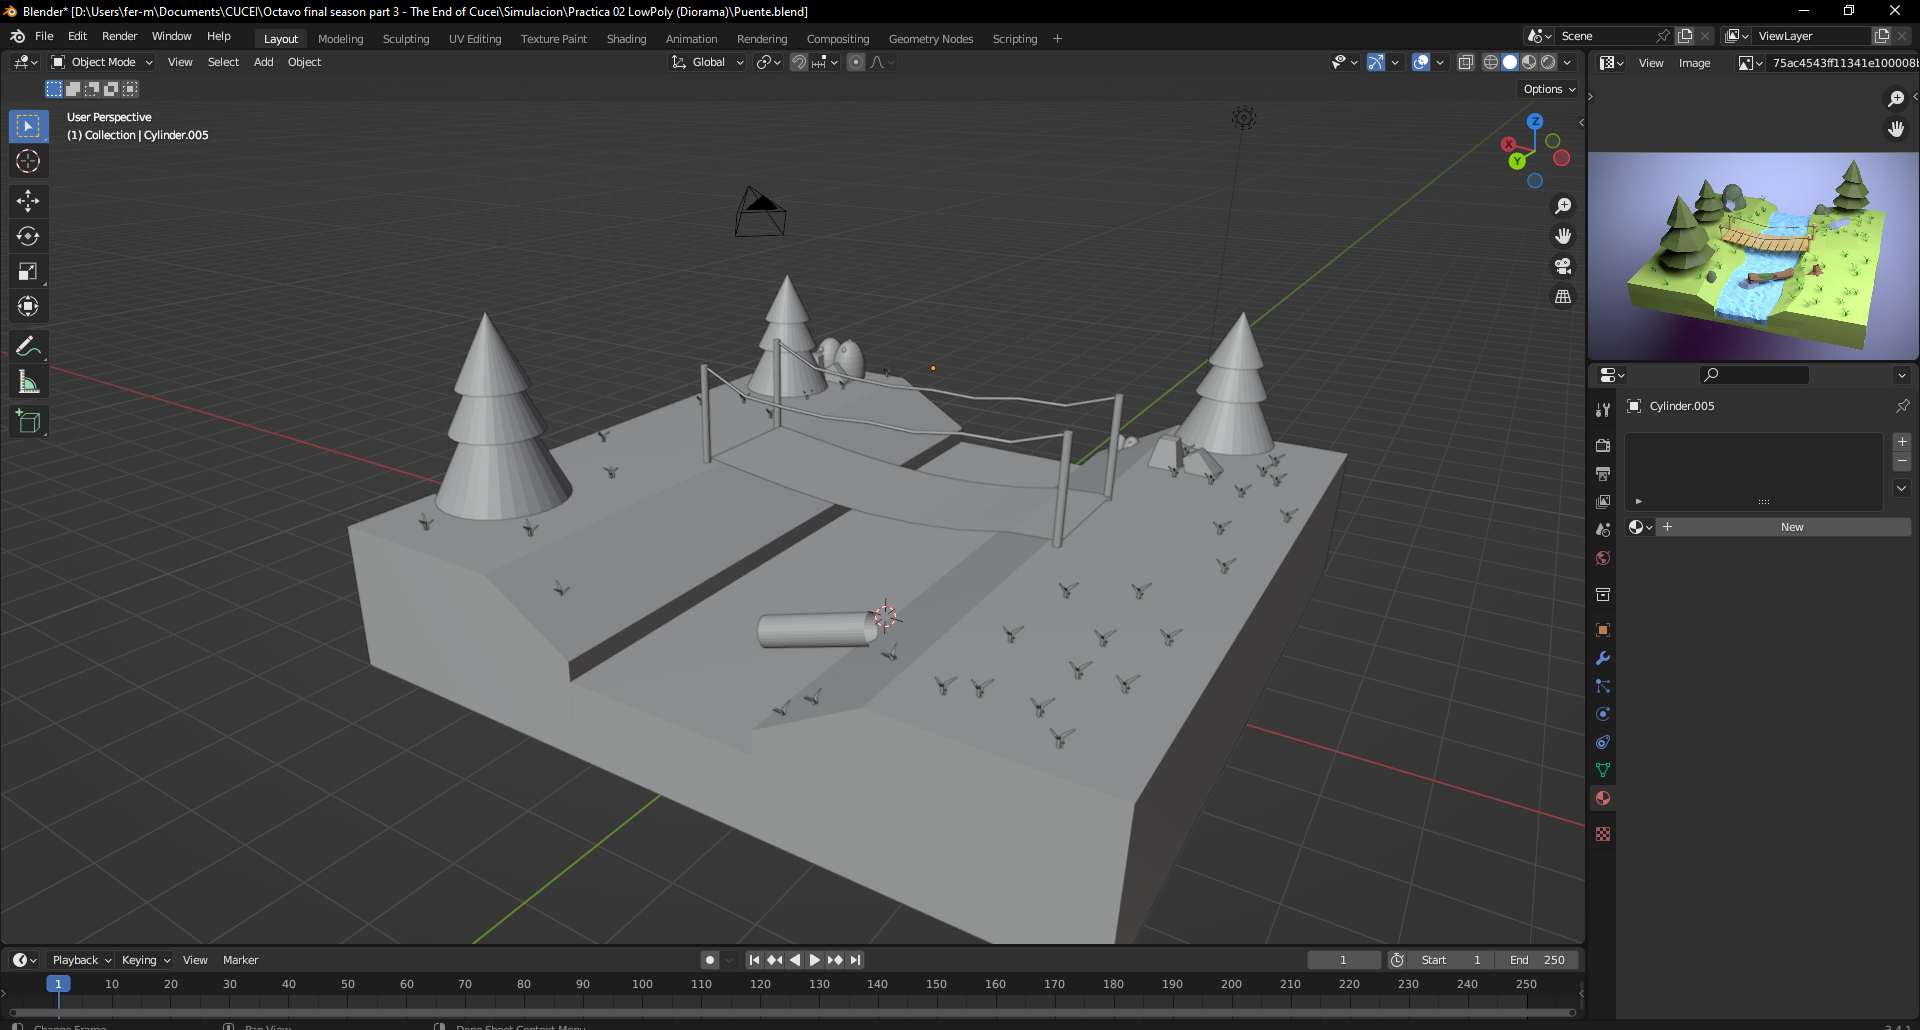 Blender* [D:\Users\fer-m\Documents\CUCEI\Octavo final season part 3 - The End of Cucei\Simulacion\Practica 02 LowPoly (Diorama)\Puente.blend]
File Edit Render Window Help Layout Modeling Sculpting UV Editing Texture Paint Shading Animation Rendering Compositing Geometry Nodes Scripting + Scene ViewLayer
Object Mode View Select Add Object Global View Image 75ac4543ff11341e100008
Options
User Perspective
(1) Collection | Cylinder.005
Z
X
Y
Cylinder.005
New
Playback Keying View Marker 1 Start 1 End 250
1 10 20 30 40 50 60 70 80 90 100 110 120 130 140 150 160 170 180 190 200 210 220 230 240 250
Change Frame Pan View Dope Sheet Context Menu 3.4.1